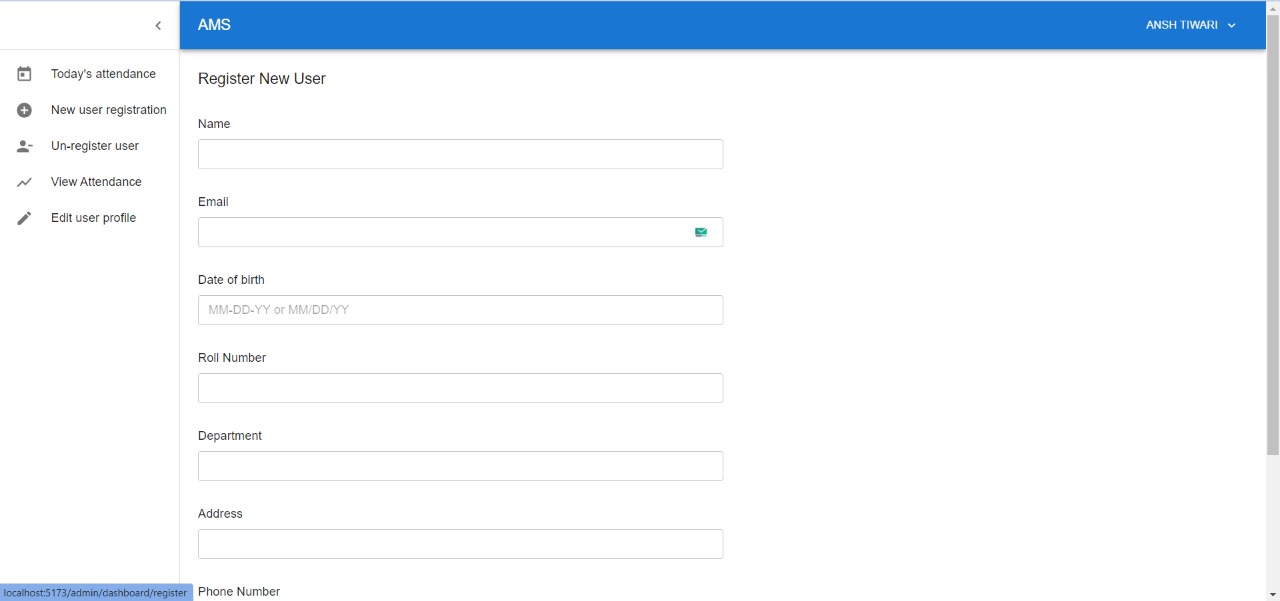 AMS
ANSH TIWARI
Today's attendance
New user registration
Un-register user
View Attendance
Edit user profile
Register New User
Name
Email
Date of birth
MM-DD-YY or MM/DD/YY
Roll Number
Department
Address
Phone Number
localhost:5173/admin/dashboard/register